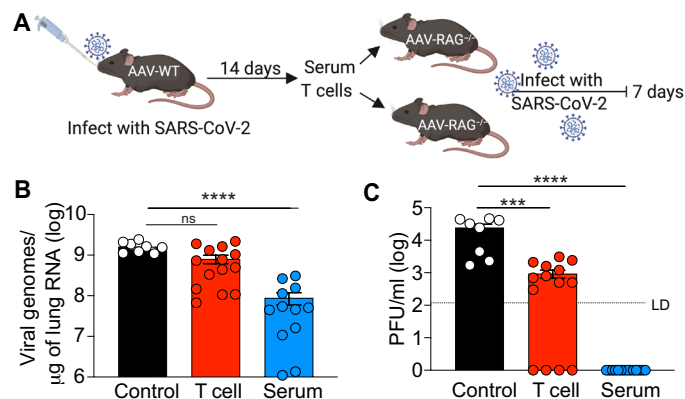 A
AAV-WT
14 days
Serum
T cells
AAV-RAG-/-
AAV-RAG-/-
Infect with
SARS-CoV-2
7 days
Infect with SARS-CoV-2
B
****
ns
Viral genomes/
µg of lung RNA (log)
10
9
8
7
6
Control
T cell
Serum
C
****
***
PFU/ml (log)
5
4
3
2
1
0
LD
Control
T cell
Serum